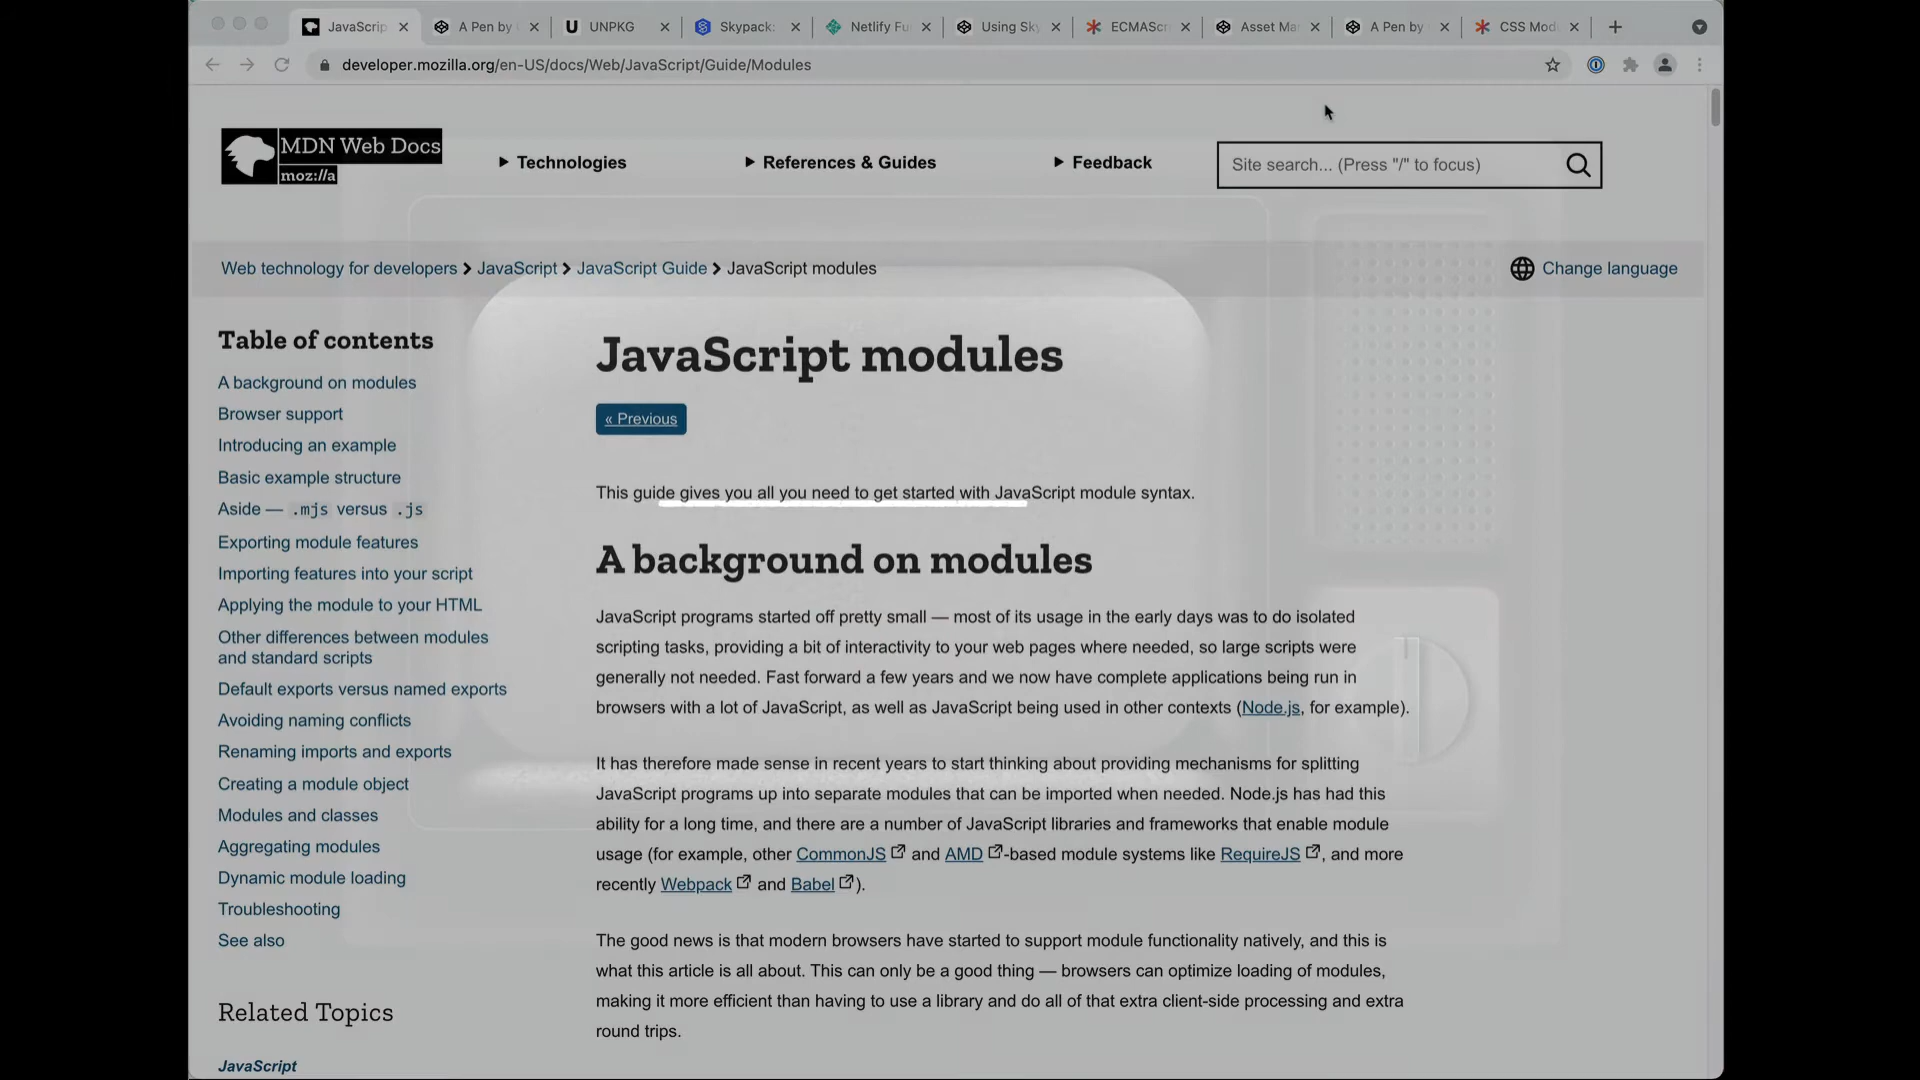 JavaScrip
A Pen by
UNPKG
Skypack:
Netlify Fu
Using Sky
ECMAScr
Asset Ma
A Pen by
CSS Mod
developer.mozilla.org/en-US/docs/Web/JavaScript/Guide/Modules
MDN Web Docs
moz://a
Technologies
References & Guides
Feedback
Site search... (Press "/" to focus)
Web technology for developers
JavaScript
JavaScript Guide
JavaScript modules
Change language
Table of contents
A background on modules
Browser support
Introducing an example
Basic example structure
Aside — .mjs versus .js
Exporting module features
Importing features into your script
Applying the module to your HTML
Other differences between modules
and standard scripts
Default exports versus named exports
Avoiding naming conflicts
Renaming imports and exports
Creating a module object
Modules and classes
Aggregating modules
Dynamic module loading
Troubleshooting
See also
Related Topics
JavaScript
JavaScript modules
« Previous
This guide gives you all you need to get started with JavaScript module syntax.
A background on modules
JavaScript programs started off pretty small — most of its usage in the early days was to do isolated
scripting tasks, providing a bit of interactivity to your web pages where needed, so large scripts were
generally not needed. Fast forward a few years and we now have complete applications being run in
browsers with a lot of JavaScript, as well as JavaScript being used in other contexts (Node.js, for example).
It has therefore made sense in recent years to start thinking about providing mechanisms for splitting
JavaScript programs up into separate modules that can be imported when needed. Node.js has had this
ability for a long time, and there are a number of JavaScript libraries and frameworks that enable module
usage (for example, other CommonJS and AMD-based module systems like RequireJS, and more
recently Webpack and Babel).
The good news is that modern browsers have started to support module functionality natively, and this is
what this article is all about. This can only be a good thing — browsers can optimize loading of modules,
making it more efficient than having to use a library and do all of that extra client-side processing and extra
round trips.